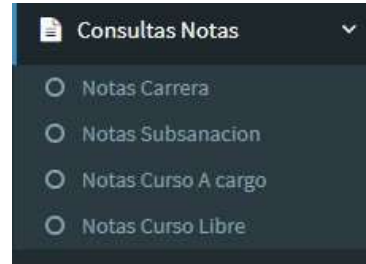 Consultas Notas
Notas Carrera
Notas Subsanacion
Notas Curso A cargo
Notas Curso Libre